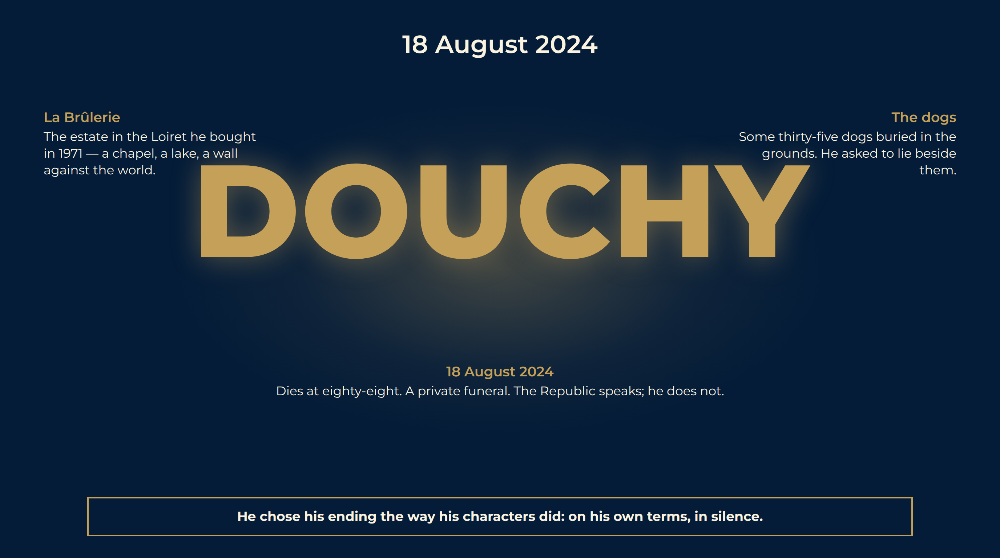 18 August 2024
La Brûlerie
The estate in the Loiret he bought
in 1971 — a chapel, a lake, a wall
against the world.
The dogs
Some thirty-five dogs buried in the
grounds. He asked to lie beside
them.
DOUCHY
18 August 2024
Dies at eighty-eight. A private funeral. The Republic speaks; he does not.
He chose his ending the way his characters did: on his own terms, in silence.